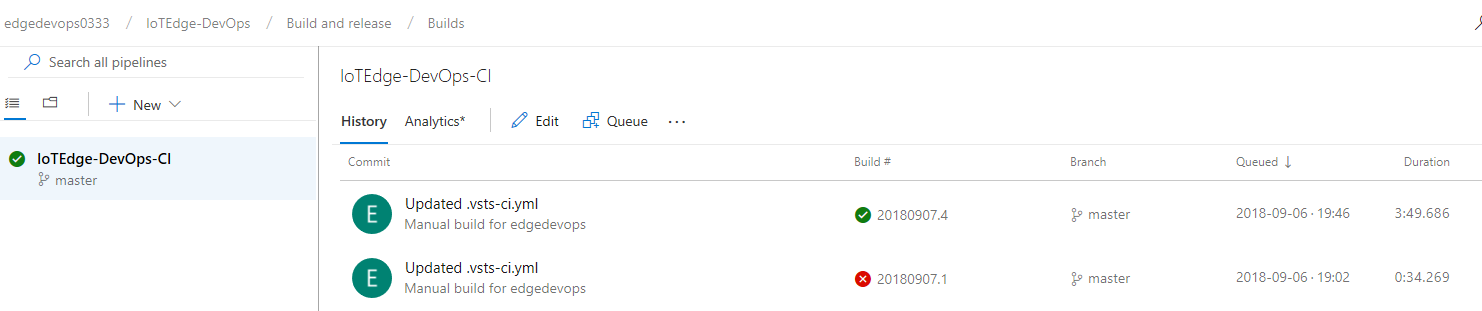 edgedevops0333 / IoTEdge-DevOps / Build and release / Builds
Search all pipelines
New
IoTEdge-DevOps-CI
master
IoTEdge-DevOps-CI
History Analytics* Edit Queue ...
Commit Build # Branch Queued ↓ Duration
E
Updated .vsts-ci.yml
Manual build for edgedevops
20180907.4 master 2018-09-06 · 19:46 3:49.686
E
Updated .vsts-ci.yml
Manual build for edgedevops
20180907.1 master 2018-09-06 · 19:02 0:34.269